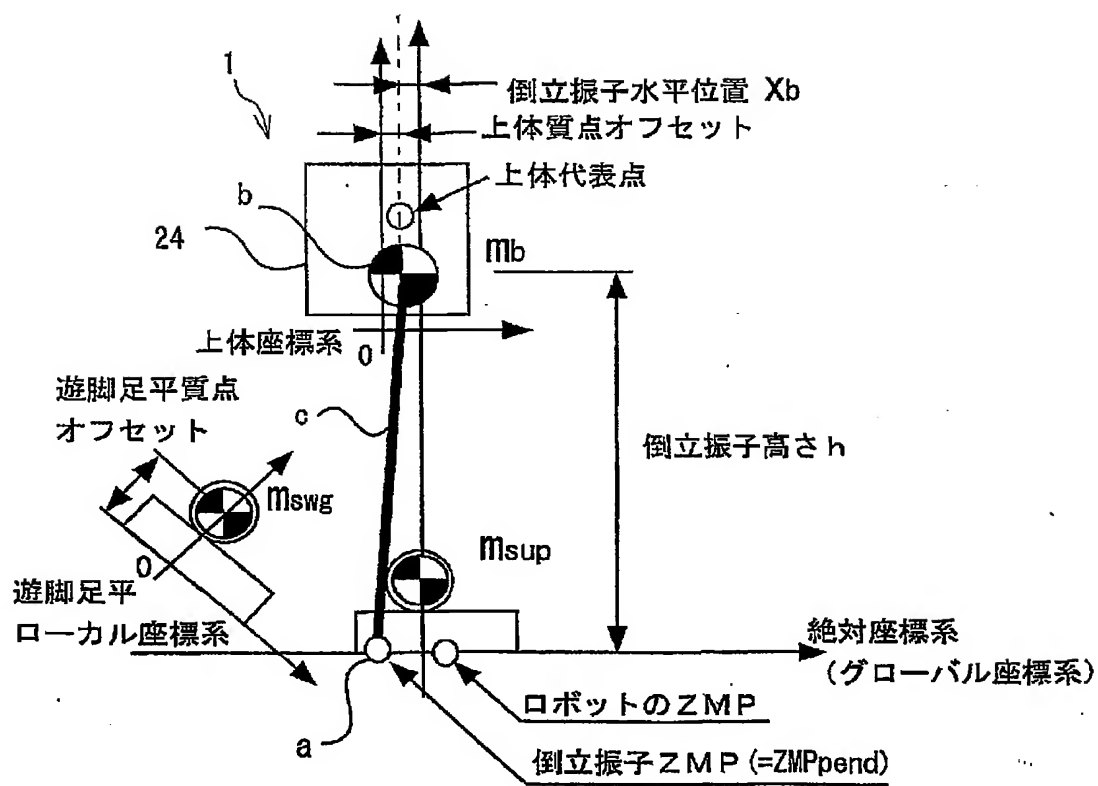 1
倒立振子水平位置 Xb
上体質点オフセット
上体代表点
b
24
mb
上体座標系
0
遊脚足平質点
オフセット
c
倒立振子高さh
mswg
msup
0
遊脚足平
ローカル座標系
絶対座標系
(グローバル座標系)
ロボットのZMP
a
倒立振子ZMP(=ZMPpend)